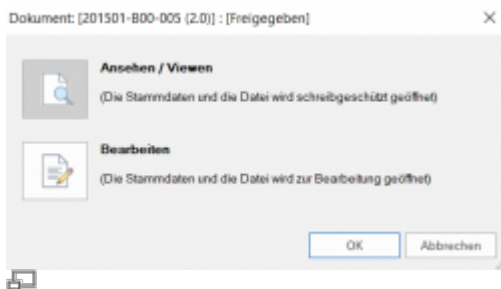 Dokument: [201501-B00-005 (2.0)] : [Freigegeben]
Ansehen / Viewen
(Die Stammdaten und die Datei wird schreibgeschützt geöffnet)
Bearbeiten
(Die Stammdaten und die Datei wird zur Bearbeitung geöffnet)
OK Abbrechen